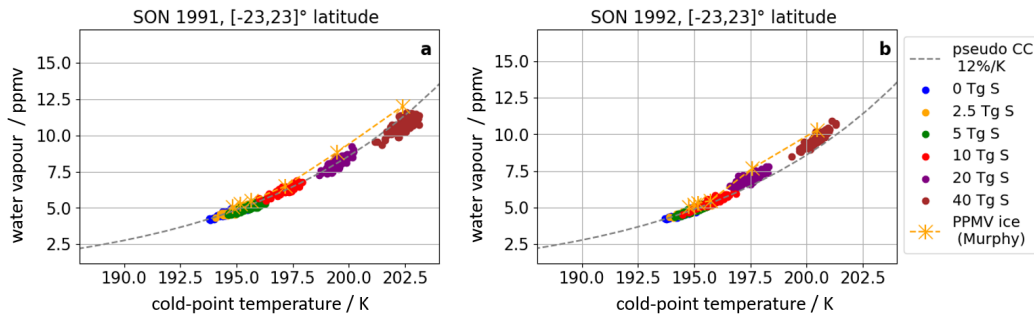 SON 1991, [-23,23]° latitude
a
water vapour / ppmv
12.5
10.0
7.5
5.0
2.5
190.0 192.5 195.0 197.5 200.0 202.5
cold-point temperature / K
SON 1992, [-23,23]° latitude
b
water vapour / ppmv
15.0
12.5
10.0
7.5
5.0
2.5
190.0 192.5 195.0 197.5 200.0 202.5
cold-point temperature / K
pseudo CC
12%/K
0 Tg S
2.5 Tg S
5 Tg S
10 Tg S
20 Tg S
40 Tg S
PPMV ice
(Murphy)